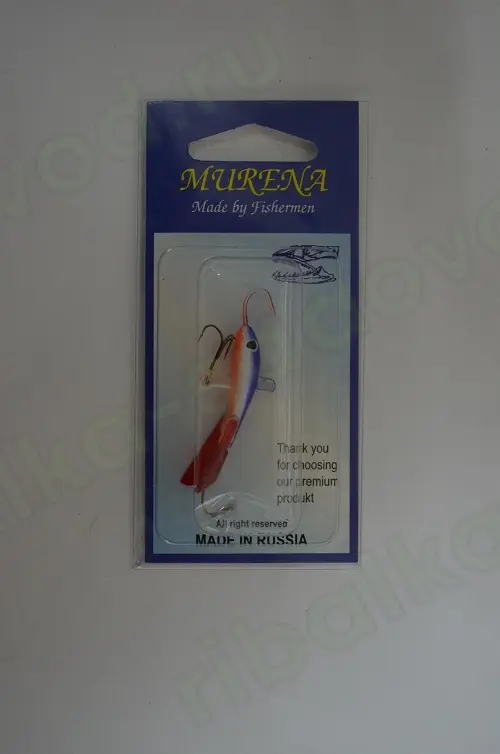 MURENA
Made by Fishermen
Thank you
for choosing
our premium
produkt
All right reserved
MADE IN RUSSIA